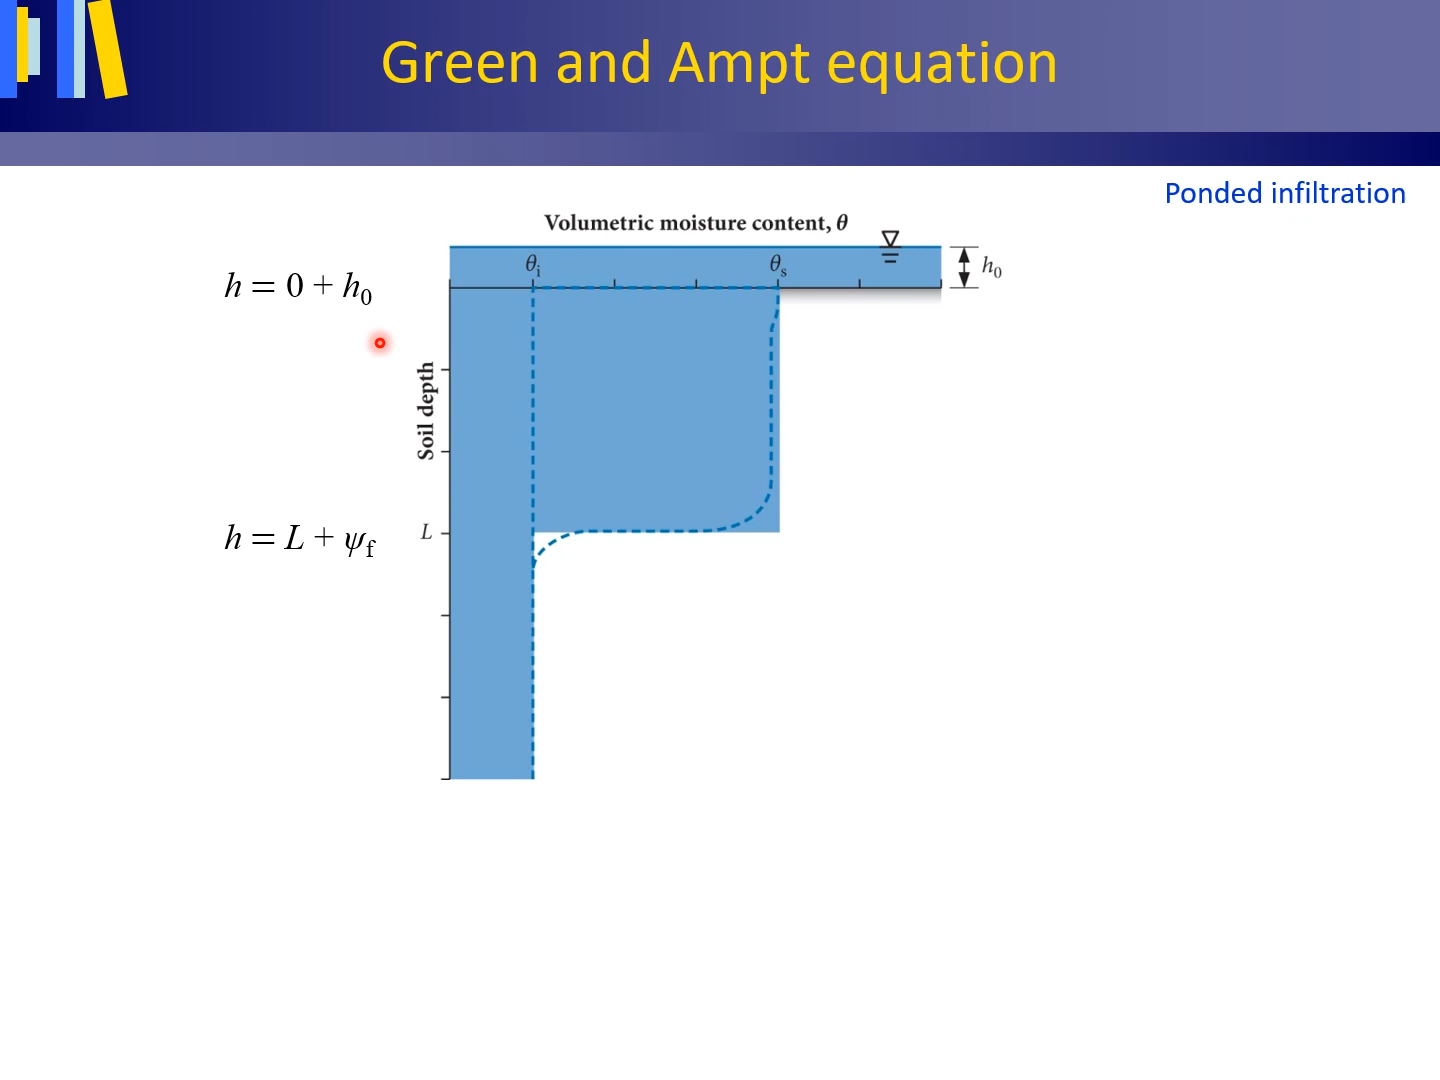 Green and Ampt equation
Ponded infiltration
Volumetric moisture content, θ
θi
θs
h0
h = 0 + h0
Soil depth
h = L + ψf
L